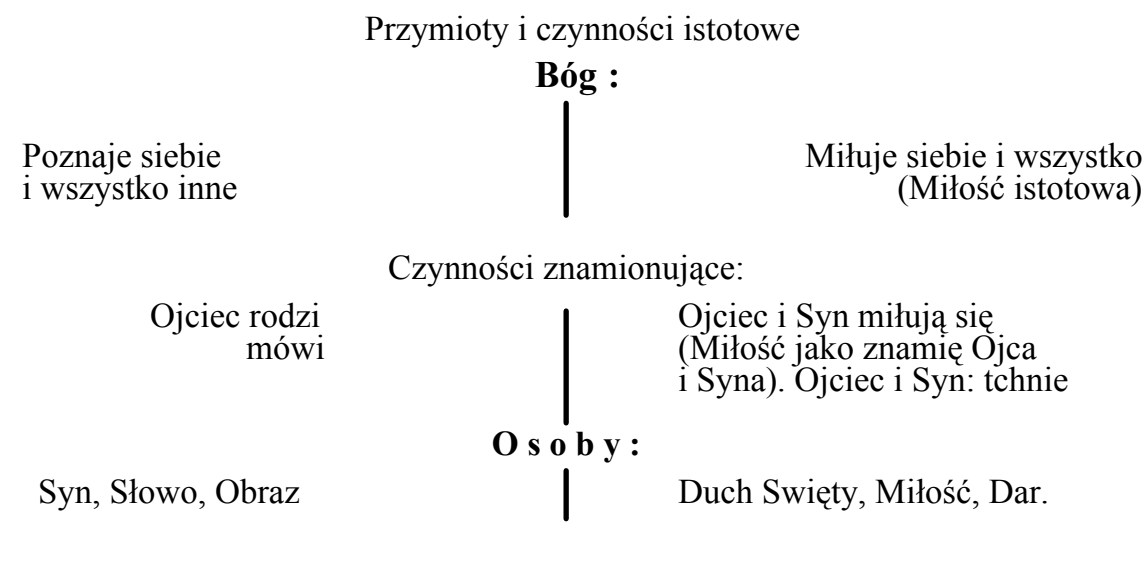 Przymioty i czynności istotowe
Bóg :
Poznaje siebie
i wszystko inne
Miłuje siebie i wszystko
(Miłość istotowa)
Czynności znamionujące:
Ojciec rodzi
mówi
Ojciec i Syn miłują się
(Miłość jako znamię Ojca
i Syna). Ojciec i Syn: tchnie
O s o b y :
Syn, Słowo, Obraz
Duch Swięty, Miłość, Dar.